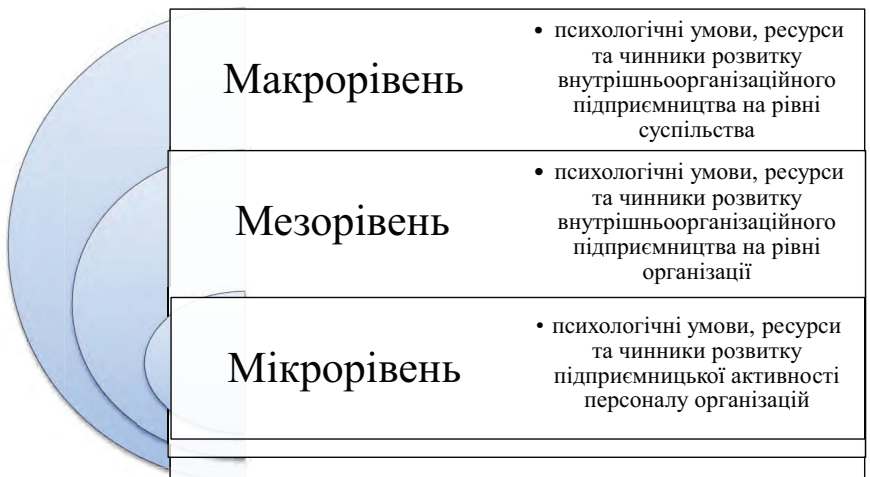 Макрорівень
• психологічні умови, ресурси
та чинники розвитку
внутрішньоорганізаційного
підприємництва на рівні
суспільства
Мезорівень
• психологічні умови, ресурси
та чинники розвитку
внутрішньоорганізаційного
підприємництва на рівні
організації
Мікрорівень
• психологічні умови, ресурси
та чинники розвитку
підприємницької активності
персоналу організацій